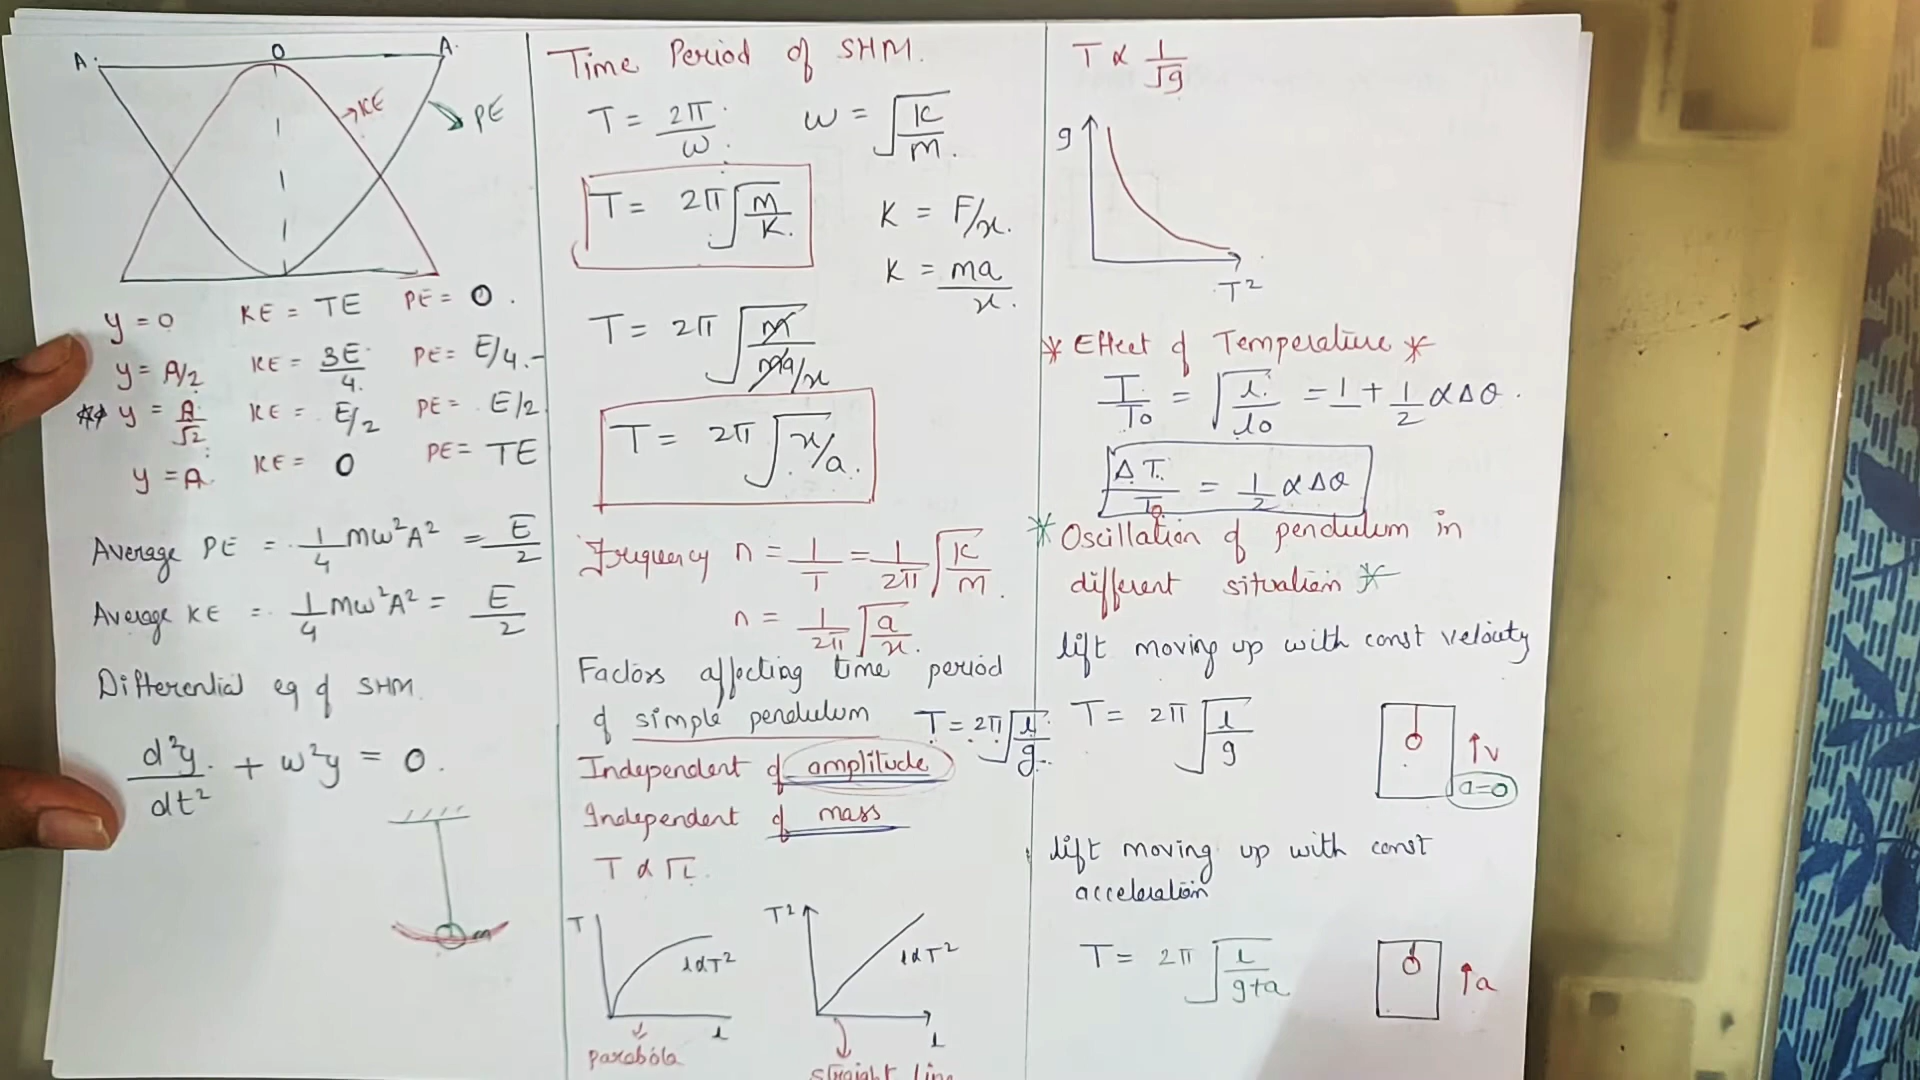 A. O A.
→KE
PE
y = 0 KE = TE PE = 0.
y = A/2 KE = 3E/4. PE = E/4.
** y = A/√2 KE = E/2 PE = E/2
y = A. KE = 0 PE = TE
Average PE = 1/4 mω²A² = E/2
Average KE = 1/4 mω²A² = E/2
Differential eq of SHM.
d²y/dt² + ω²y = 0.
m
Time Period of SHM.
T = 2π/ω. ω = √(K/m).
T = 2π√(m/K).
K = F/x.
K = ma/x.
T = 2π√(m/(ma/x))
T = 2π√(x/a).
Frequency n = 1/T = 1/2π √(K/m).
n = 1/2π √(a/x).
Factors affecting time period
of simple pendulum T = 2π√(l/g).
Independent of amplitude
Independent of mass
T ∝ √L.
T
l∝T²
l
parabola
T²
l∝T²
l
straight line
T ∝ 1/√g
g
T²
* Effect of Temperature *
T/T0 = √(l/l0) = 1 + 1/2 ∝Δθ.
ΔT/T0 = 1/2 ∝Δθ
* Oscillation of pendulum in
different situation *
lift moving up with const velocity
T = 2π√(l/g)
↑v
a=0
lift moving up with const
acceleration
T = 2π√(l/(g+a))
↑a